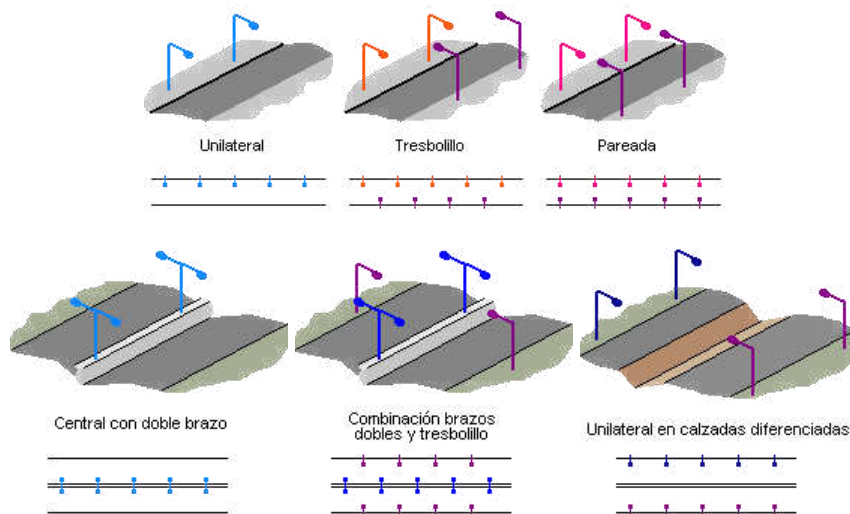 Unilateral
Tresbolillo
Pareada
Central con doble brazo
Combinación brazos
dobles y tresbolillo
Unilateral en calzadas diferenciadas